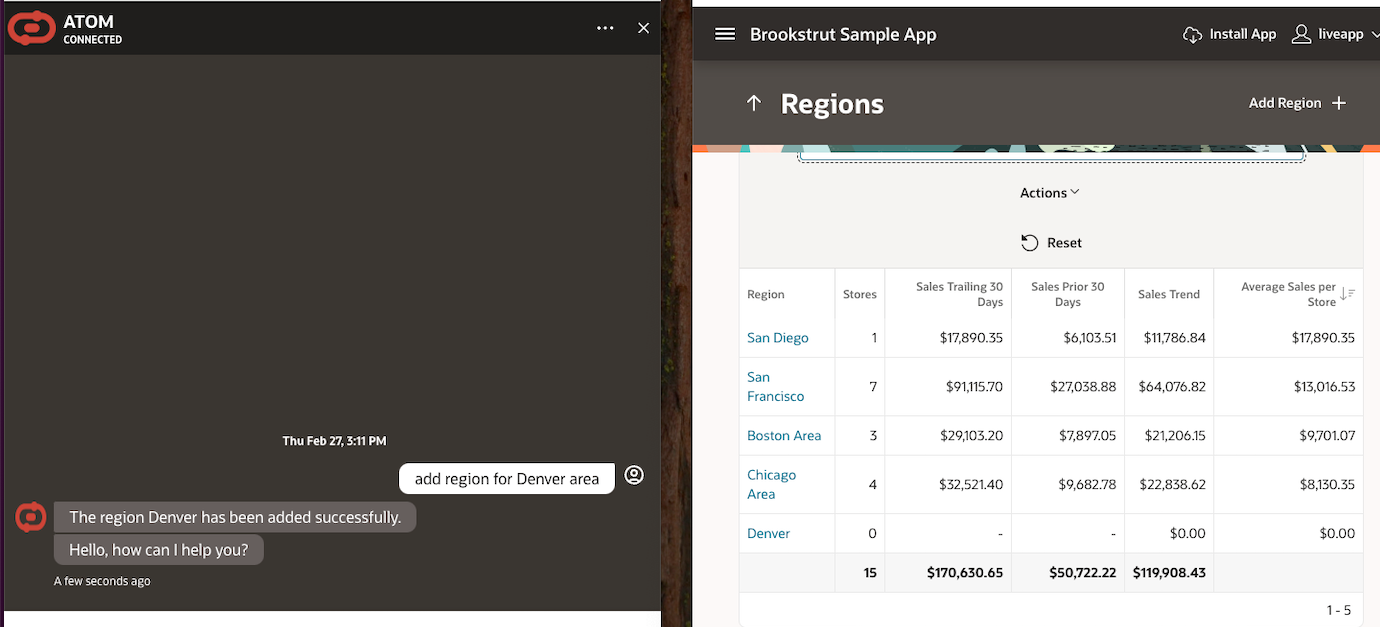 ATOM
CONNECTED
Thu Feb 27, 3:11 PM
add region for Denver area
The region Denver has been added successfully.
Hello, how can I help you?
A few seconds ago
Brookstrut Sample App
Install App
liveapp
Regions
Add Region +
Actions
Reset
Region Stores Sales Trailing 30 Days Sales Prior 30 Days Sales Trend Average Sales per Store
San Diego 1 $17,890.35 $6,103.51 $11,786.84 $17,890.35
San Francisco 7 $91,115.70 $27,038.88 $64,076.82 $13,016.53
Boston Area 3 $29,103.20 $7,897.05 $21,206.15 $9,701.07
Chicago Area 4 $32,521.40 $9,682.78 $22,838.62 $8,130.35
Denver 0 - - $0.00 $0.00
15 $170,630.65 $50,722.22 $119,908.43
1 - 5